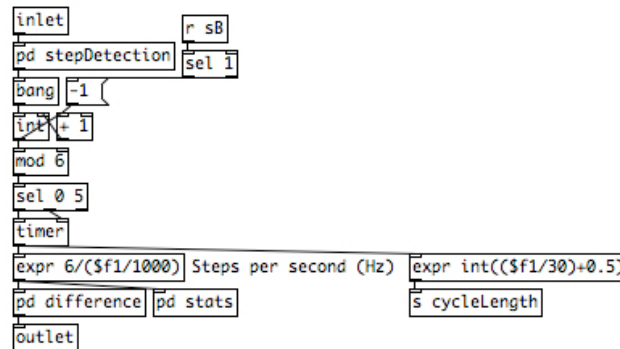 inlet
r sB
pd stepDetection
sel 1
bang
-1
int
+ 1
mod 6
sel 0 5
timer
expr 6/($f1/1000) Steps per second (Hz) expr int(($f1/30)+0.5)
pd difference
pd stats
s cycleLength
outlet